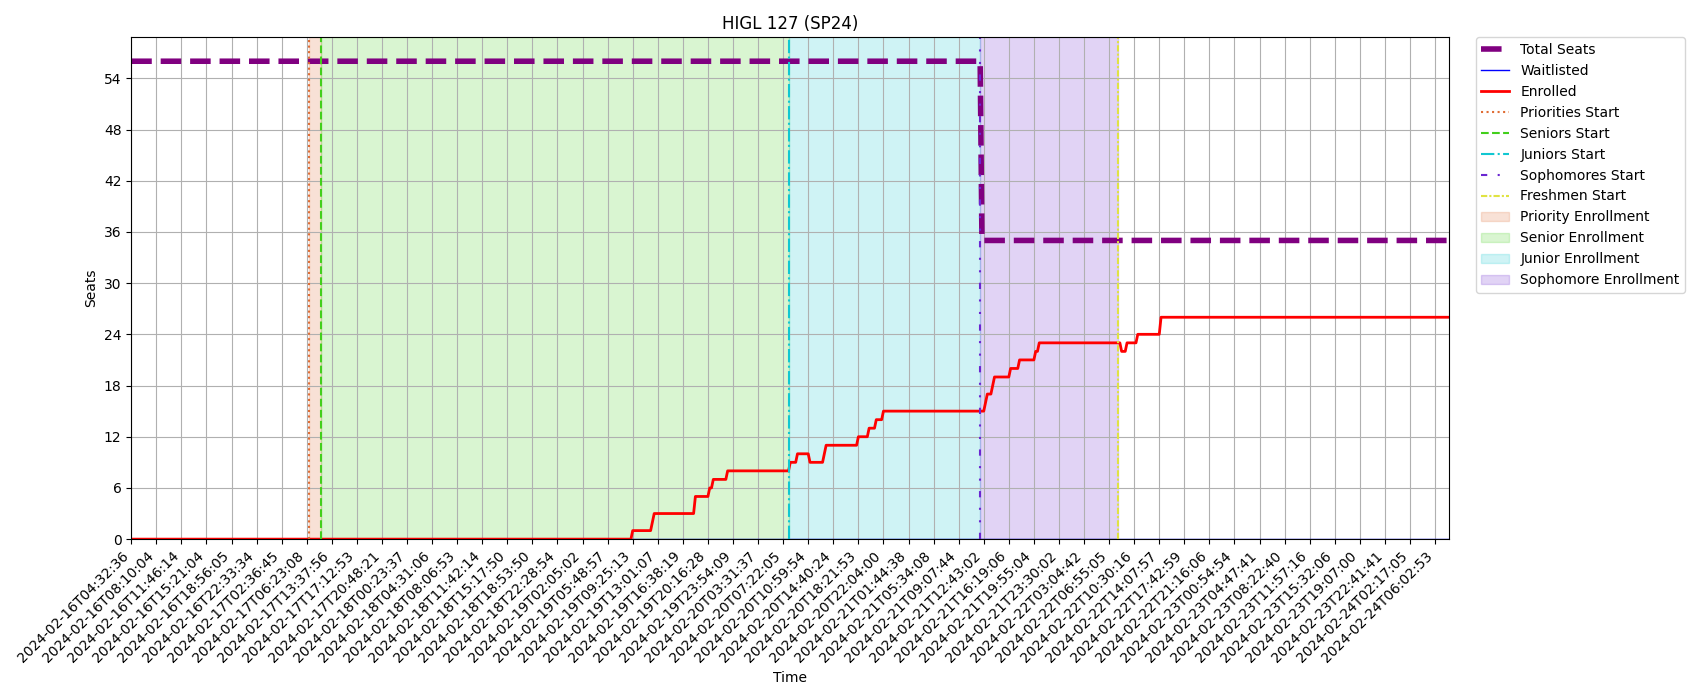 HIGL 127 (SP24)
Seats
54
48
42
36
30
24
18
12
6
0
2024-02-16T04:32:36
2024-02-16T08:10:04
2024-02-16T11:46:14
2024-02-16T15:21:04
2024-02-16T18:56:05
2024-02-16T22:33:34
2024-02-17T02:36:45
2024-02-17T06:23:08
2024-02-17T13:37:56
2024-02-17T17:12:53
2024-02-17T20:48:21
2024-02-18T00:23:37
2024-02-18T04:31:06
2024-02-18T08:06:53
2024-02-18T11:42:14
2024-02-18T15:17:50
2024-02-18T18:53:50
2024-02-18T22:28:54
2024-02-19T02:05:02
2024-02-19T05:48:57
2024-02-19T09:25:13
2024-02-19T13:01:07
2024-02-19T16:38:19
2024-02-19T20:16:28
2024-02-19T23:54:09
2024-02-20T03:31:37
2024-02-20T07:22:05
2024-02-20T10:59:54
2024-02-20T14:40:24
2024-02-20T18:21:53
2024-02-20T22:04:00
2024-02-21T01:44:38
2024-02-21T05:34:08
2024-02-21T09:07:44
2024-02-21T12:43:02
2024-02-21T16:19:06
2024-02-21T19:55:04
2024-02-21T23:30:02
2024-02-22T03:04:42
2024-02-22T06:55:05
2024-02-22T10:30:16
2024-02-22T14:07:57
2024-02-22T17:42:59
2024-02-22T21:16:06
2024-02-23T00:54:54
2024-02-23T04:47:41
2024-02-23T08:22:40
2024-02-23T11:57:16
2024-02-23T15:32:06
2024-02-23T19:07:00
2024-02-23T22:41:41
2024-02-24T02:17:05
2024-02-24T06:02:53
Time
Total Seats
Waitlisted
Enrolled
Priorities Start
Seniors Start
Juniors Start
Sophomores Start
Freshmen Start
Priority Enrollment
Senior Enrollment
Junior Enrollment
Sophomore Enrollment